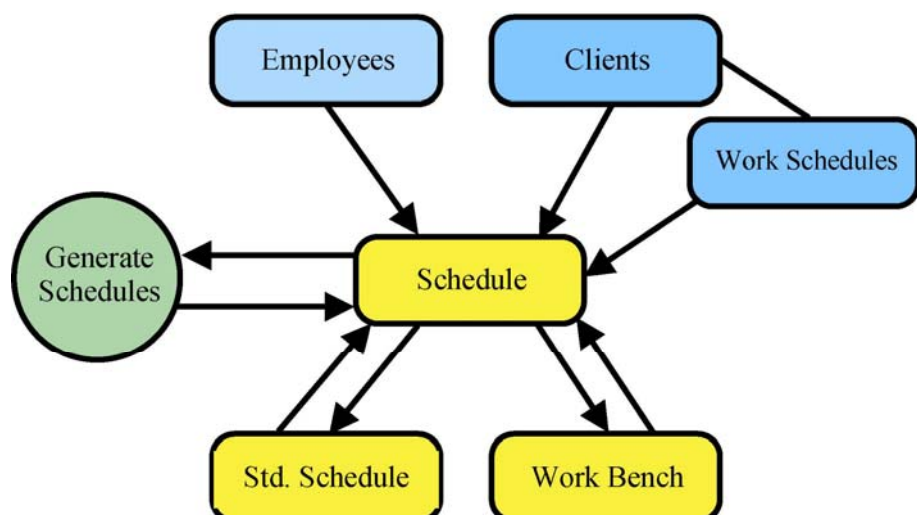 Employees
Clients
Work Schedules
Generate
Schedules
Schedule
Std. Schedule
Work Bench